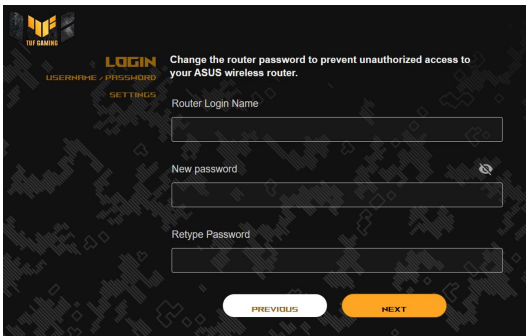 TUF GAMING
LOGIN
USERNAME / PASSWORD
SETTINGS
Change the router password to prevent unauthorized access to
your ASUS wireless router.
Router Login Name
New password
Retype Password
PREVIOUS
NEXT